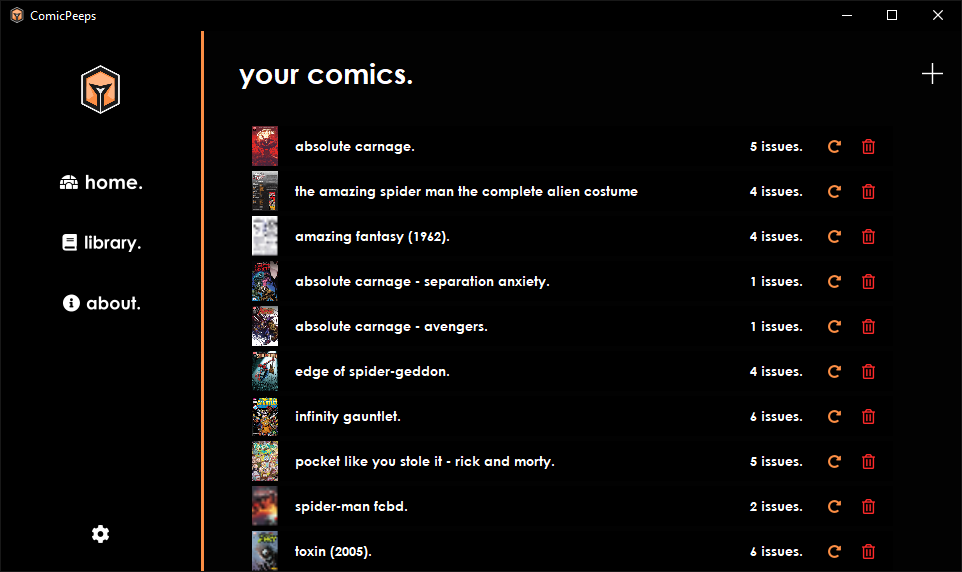 ComicPeeps
your comics.
home.
library.
about.
absolute carnage. 5 issues.
the amazing spider man the complete alien costume 4 issues.
amazing fantasy (1962). 4 issues.
absolute carnage - separation anxiety. 1 issues.
absolute carnage - avengers. 1 issues.
edge of spider-geddon. 4 issues.
infinity gauntlet. 6 issues.
pocket like you stole it - rick and morty. 5 issues.
spider-man fcbd. 2 issues.
toxin (2005). 6 issues.